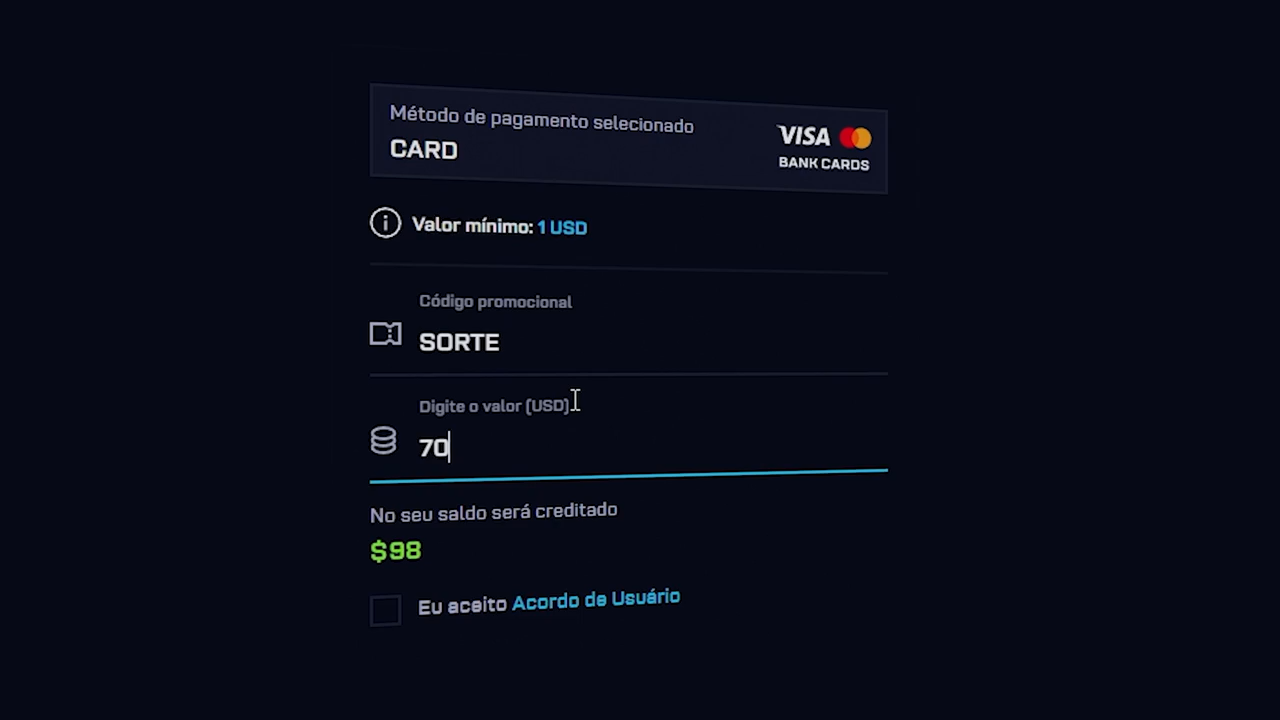 Método de pagamento selecionado
CARD
VISA
BANK CARDS
Valor mínimo: 1 USD
Código promocional
SORTE
Digite o valor (USD)
70
No seu saldo será creditado
$98
Eu aceito Acordo de Usuário